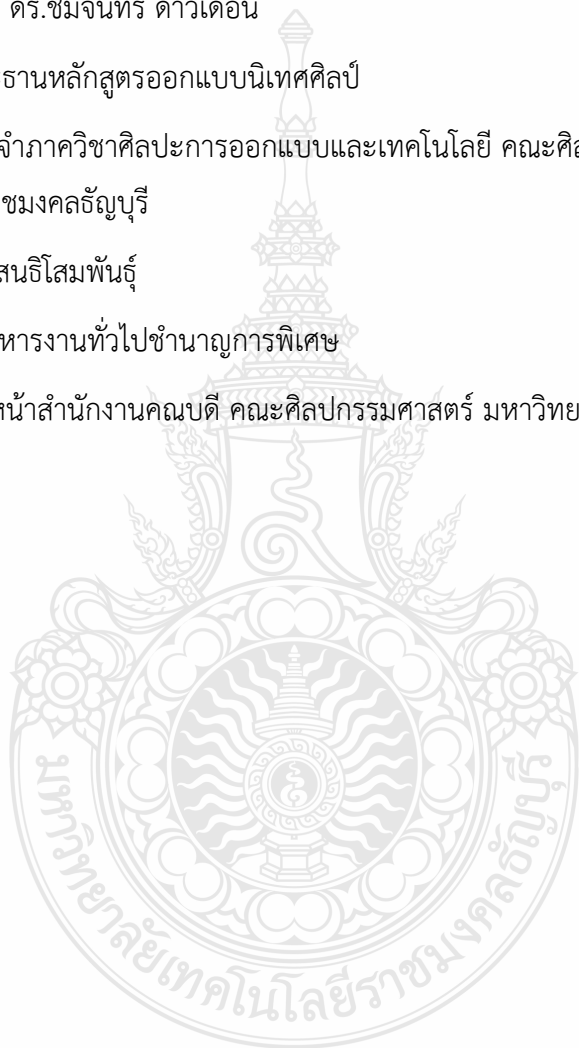 ดร.ชมจันทร์ ดาวเดือน
ธานหลักสูตรออกแบบนิเทศศิลป์
จำภาควิชาศิลปะการออกแบบและเทคโนโลยี คณะศิล
ชมงคลธัญบุรี
สนธิโสมพันธุ์
หารงานทั่วไปชำนาญการพิเศษ
หน้าสำนักงานคณบดี คณะศิลปกรรมศาสตร์ มหาวิทย
มหาวิทยาลัยเทคโนโลยีราชมงคลธัญบุรี